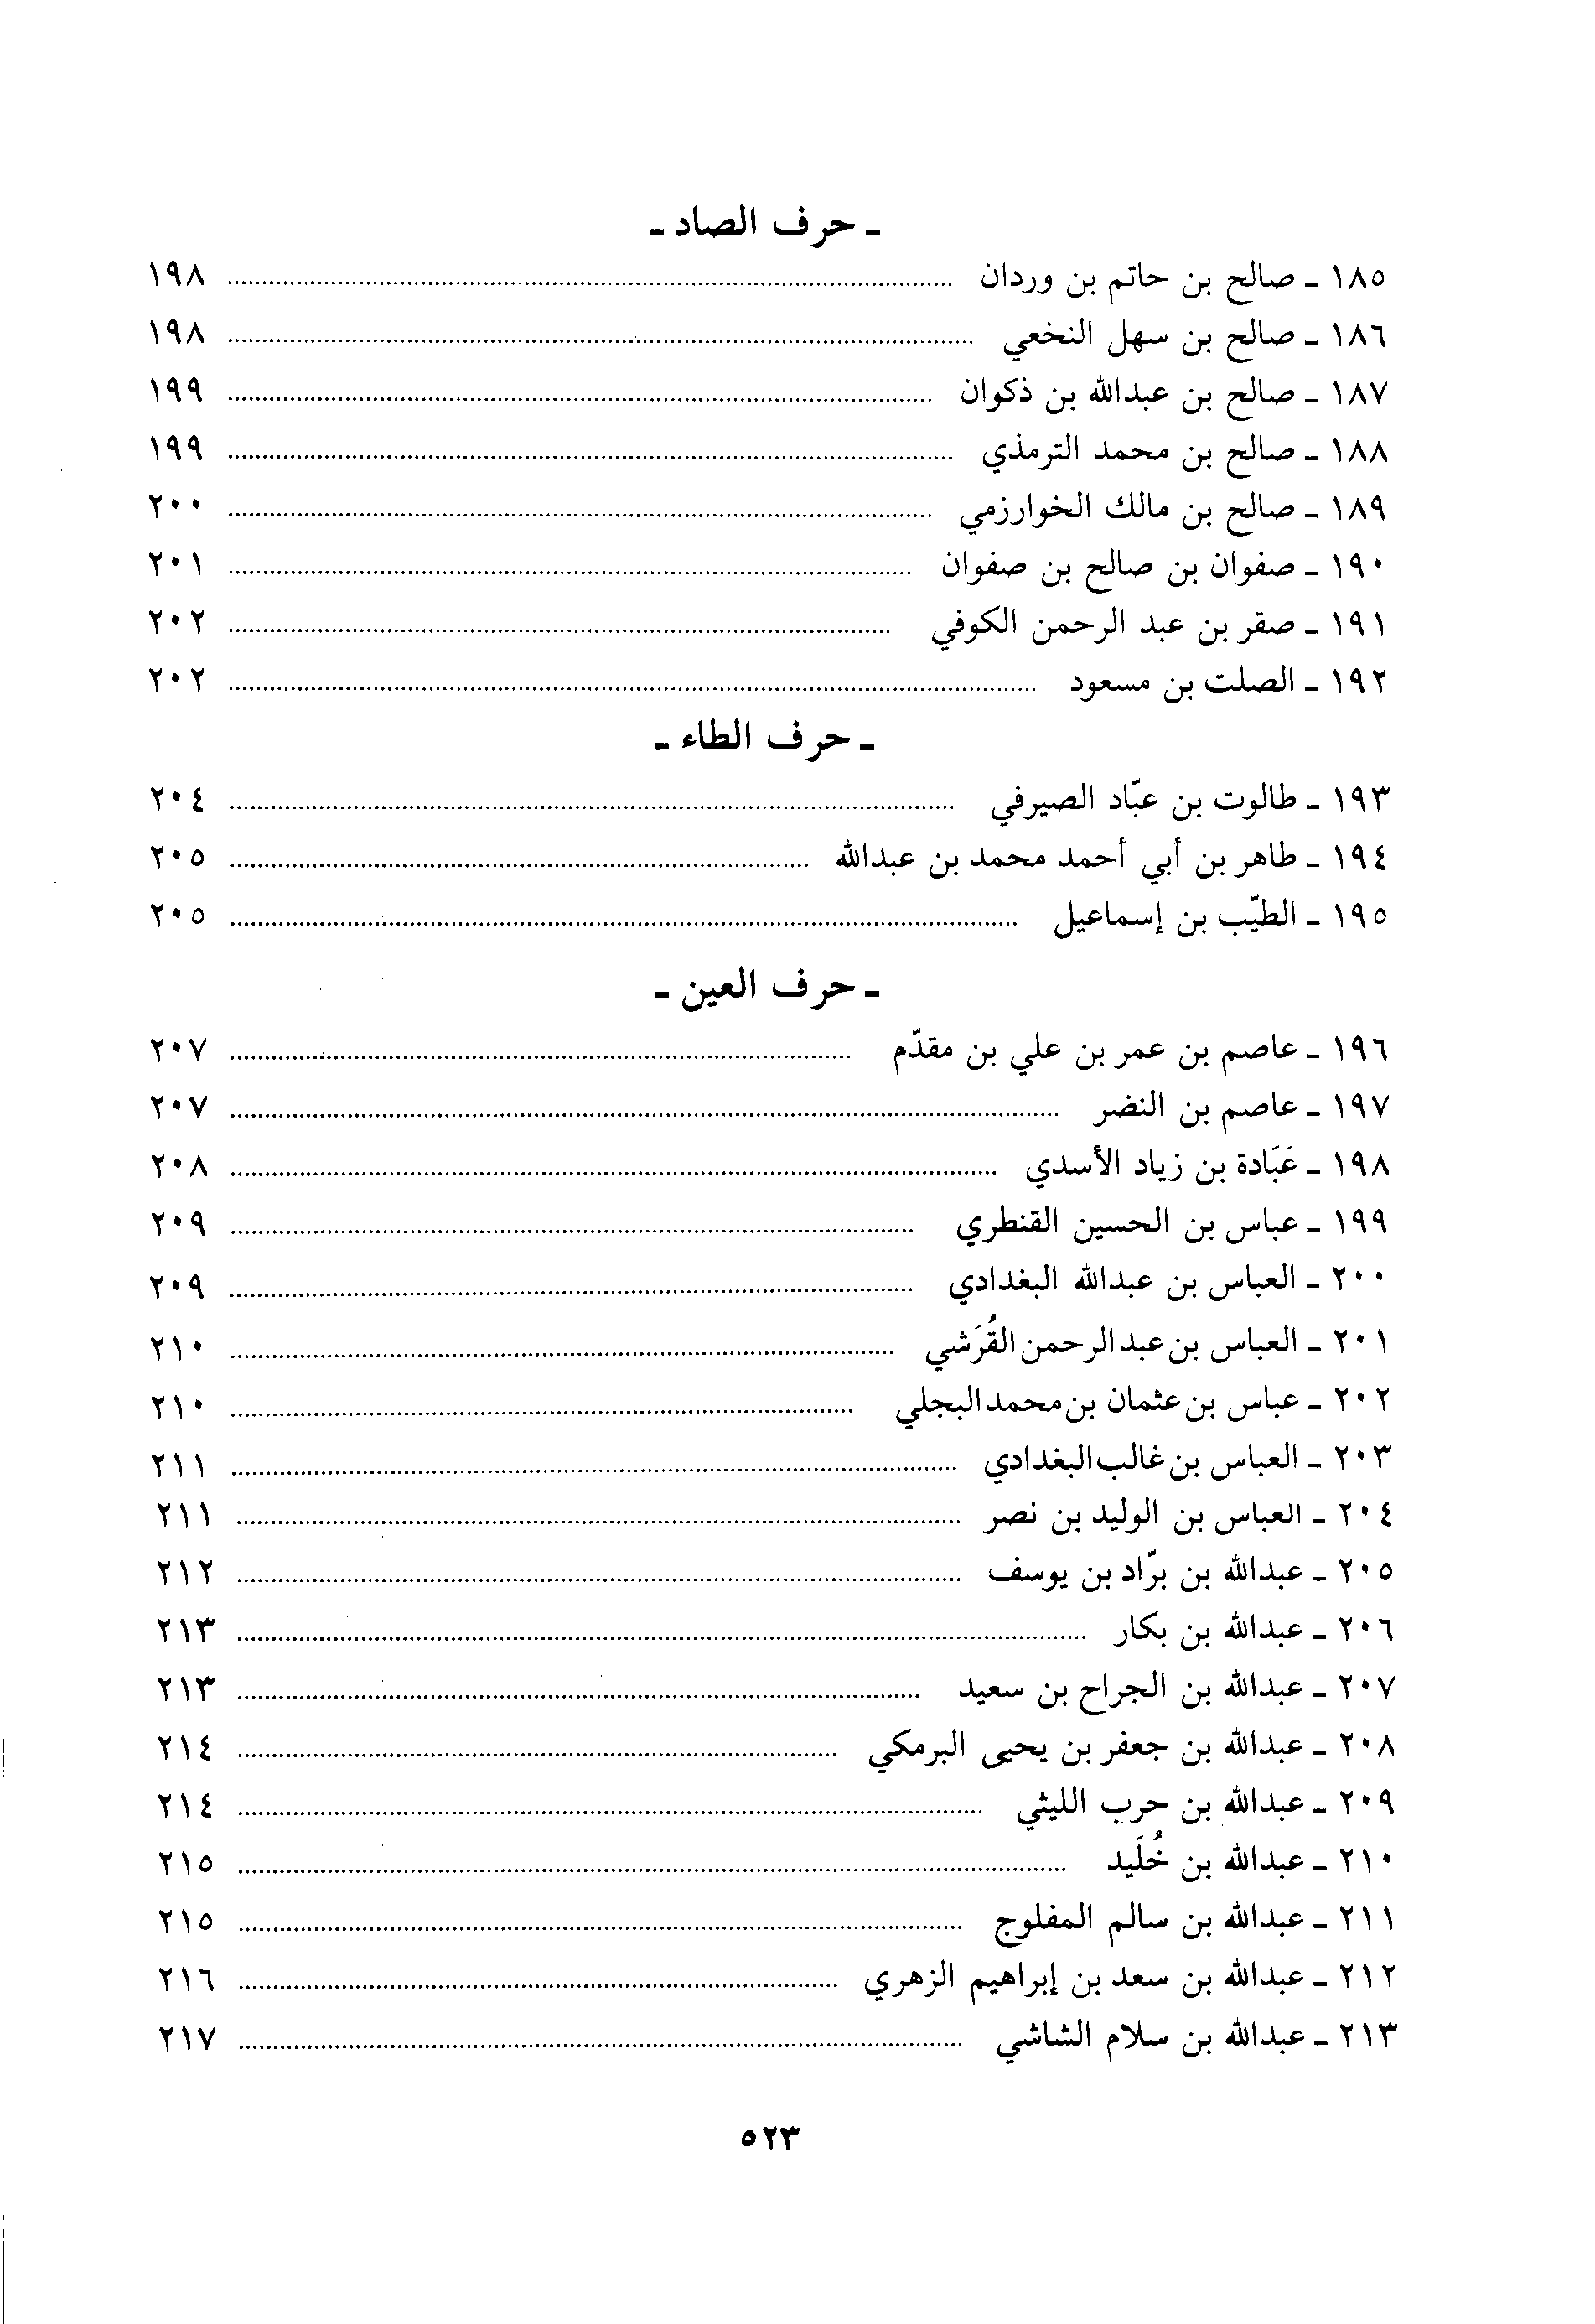 ـ حرف الصاد ـ
١٨٥ ـ صالح بن حاتم بن وردان ........ ١٩٨
١٨٦ ـ صالح بن سهل النخعي ........ ١٩٨
١٨٧ ـ صالح بن عبدالله بن ذكوان ........ ١٩٩
١٨٨ ـ صالح بن محمد الترمذي ........ ١٩٩
١٨٩ ـ صالح بن مالك الخوارزمي ........ ٢٠٠
١٩٠ ـ صفوان بن صالح بن صفوان ........ ٢٠١
١٩١ ـ صقر بن عبد الرحمن الكوفي ........ ٢٠٢
١٩٢ ـ الصلت بن مسعود ........ ٢٠٢
ـ حرف الطاء ـ
١٩٣ ـ طالوت بن عبّاد الصيرفي ........ ٢٠٤
١٩٤ ـ طاهر بن أبي أحمد محمد بن عبدالله ........ ٢٠٥
١٩٥ ـ الطيّب بن إسماعيل ........ ٢٠٥
ـ حرف العين ـ
١٩٦ ـ عاصم بن عمر بن علي بن مقدّم ........ ٢٠٧
١٩٧ ـ عاصم بن النضر ........ ٢٠٧
١٩٨ ـ عَبَادة بن زياد الأسدي ........ ٢٠٨
١٩٩ ـ عباس بن الحسين القنطري ........ ٢٠٩
٢٠٠ ـ العباس بن عبدالله البغدادي ........ ٢٠٩
٢٠١ ـ العباس بن عبد الرحمن القُرَشي ........ ٢١٠
٢٠٢ ـ عباس بن عثمان بن محمد البجلي ........ ٢١٠
٢٠٣ ـ العباس بن غالب البغدادي ........ ٢١١
٢٠٤ ـ العباس بن الوليد بن نصر ........ ٢١١
٢٠٥ ـ عبدالله بن برّاد بن يوسف ........ ٢١٢
٢٠٦ ـ عبدالله بن بكار ........ ٢١٣
٢٠٧ ـ عبدالله بن الجراح بن سعيد ........ ٢١٣
٢٠٨ ـ عبدالله بن جعفر بن يحيى البرمكي ........ ٢١٤
٢٠٩ ـ عبدالله بن حرب الليثي ........ ٢١٤
٢١٠ ـ عبدالله بن خُلَيد ........ ٢١٥
٢١١ ـ عبدالله بن سالم المفلوج ........ ٢١٥
٢١٢ ـ عبدالله بن سعد بن إبراهيم الزهري ........ ٢١٦
٢١٣ ـ عبدالله بن سلام الشاشي ........ ٢١٧
٥٢٣